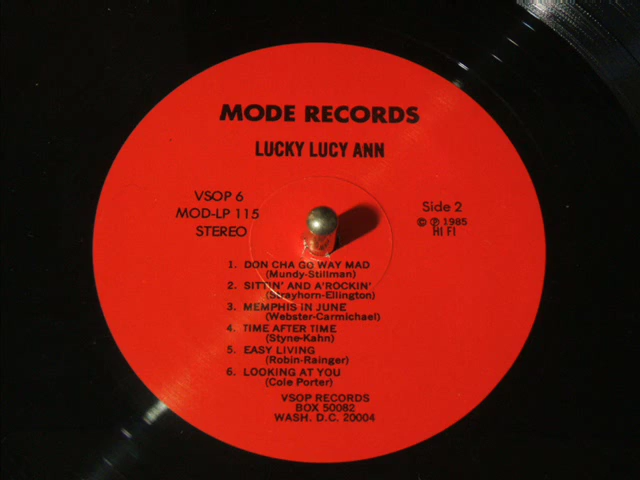 MODE RECORDS
LUCKY LUCY ANN
VSOP 6
MOD-LP 115
STEREO
Side 2
© ℗ 1985
HI FI
1. DON CHA GO WAY MAD
(Mundy-Stillman)
2. SITTIN' AND A'ROCKIN'
(Strayhorn-Ellington)
3. MEMPHIS IN JUNE
(Webster-Carmichael)
4. TIME AFTER TIME
(Styne-Kahn)
5. EASY LIVING
(Robin-Rainger)
6. LOOKING AT YOU
(Cole Porter)
VSOP RECORDS
BOX 50082
WASH. D.C. 20004